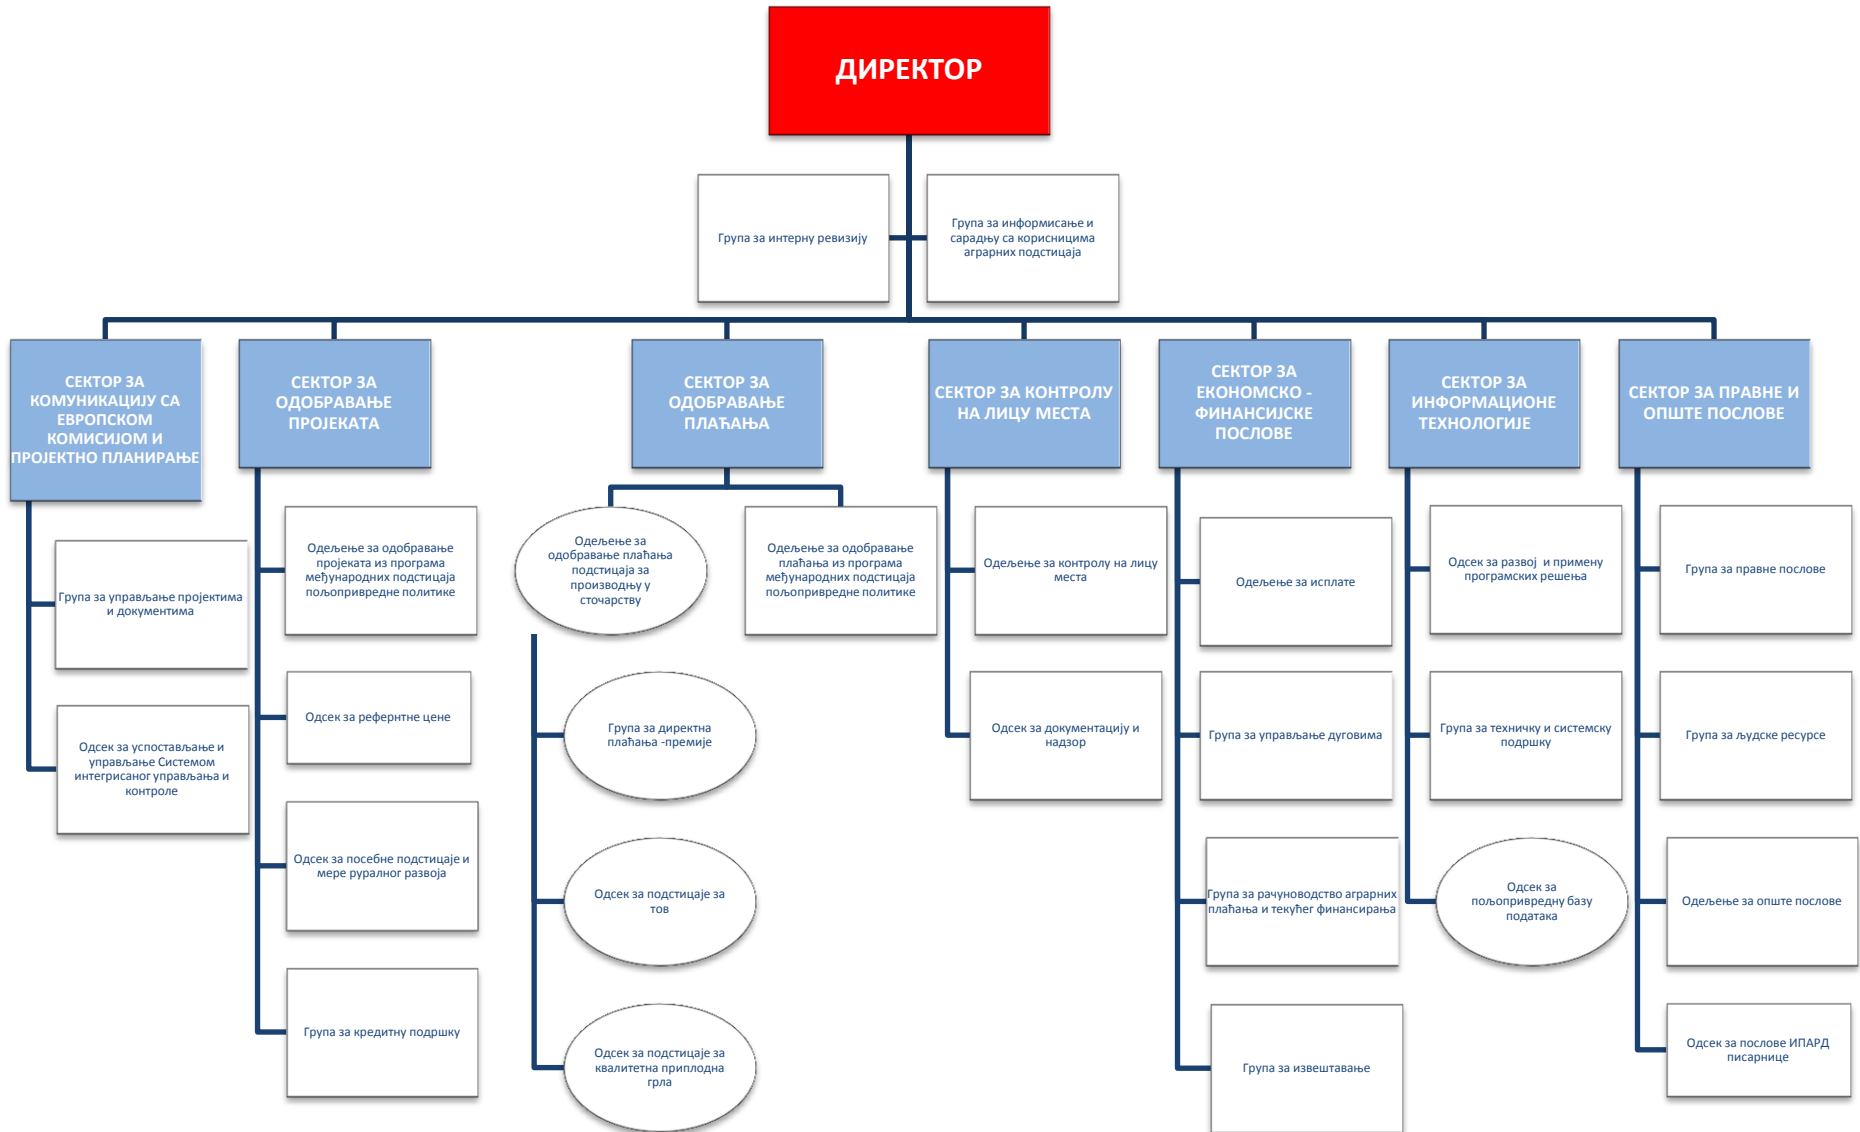 ДИРЕКТОР
Група за интерну ревизију
Група за информисање и
сарадњу са корисницима
аграрних подстицаја
СЕКТОР ЗА
КОМУНИКАЦИЈУ СА
ЕВРОПСКОМ
КОМИСИЈОМ И
ПРОЈЕКТНО ПЛАНИРАЊЕ
СЕКТОР ЗА
ОДОБРАВАЊЕ
ПРОЈЕКАТА
СЕКТОР ЗА
ОДОБРАВАЊЕ
ПЛАЋАЊА
СЕКТОР ЗА КОНТРОЛУ
НА ЛИЦУ МЕСТА
СЕКТОР ЗА
ЕКОНОМСКО -
ФИНАНСИЈСКЕ
ПОСЛОВЕ
СЕКТОР ЗА
ИНФОРМАЦИОНЕ
ТЕХНОЛОГИЈЕ
СЕКТОР ЗА ПРАВНЕ И
ОПШТЕ ПОСЛОВЕ
Група за управљање пројектима
и документима
Одсек за успостављање и
управљање Системом
интегрисаног управљања и
контроле
Одељење за одобравање
пројеката из програма
међународних подстицаја
пољопривредне политике
Одсек за рефернтне цене
Одсек за посебне подстицаје и
мере руралног развоја
Група за кредитну подршку
Одељење за
одобравање плаћања
подстицаја за
производњу у
сточарству
Група за директна
плаћања -премије
Одсек за подстицаје за
тов
Одсек за подстицаје за
квалитетна приплодна
грла
Одељење за одобравање
плаћања из програма
међународних подстицаја
пољопривредне политике
Одељење за контролу на лицу
места
Одсек за документацију и
надзор
Одељење за исплате
Група за управљање дуговима
Група за рачуноводство аграрних
плаћања и текућег финансирања
Група за извештавање
Одсек за развој и примену
програмских решења
Група за техничку и системску
подршку
Одсек за
пољопривредну базу
података
Група за правне послове
Група за људске ресурсе
Одељење за опште послове
Одсек за послове ИПАРД
писарнице